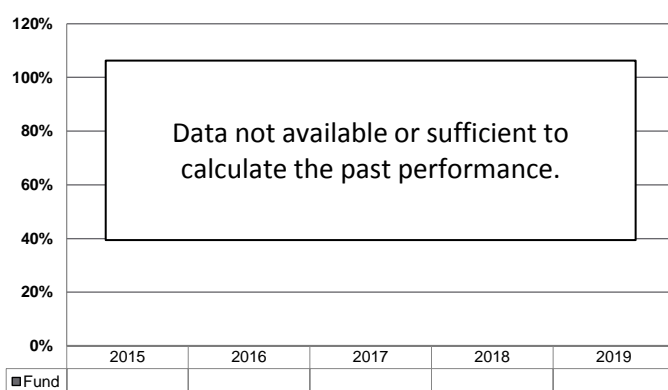 120%
100%
80%
60%
40%
20%
0%
Data not available or sufficient to
calculate the past performance.
2015 2016 2017 2018 2019
Fund